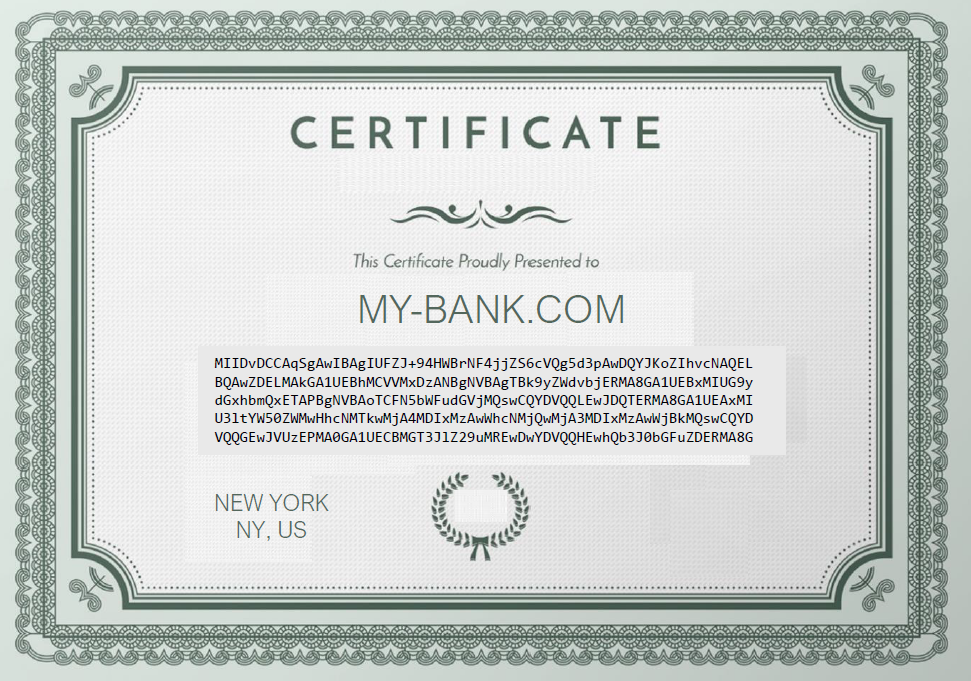 CERTIFICATE
This Certificate Proudly Presented to
MY-BANK.COM
MIIDvDCCAqSgAwIBAgIUFZJ+94HWBrNF4jjZS6cVQg5d3pAwDQYJKoZIhvcNAQEL
BQAwZDELMAkGA1UEBhMCVVMxDzANBgNVBAgTBk9yZWdvbjERMA8GA1UEBxMIUG9y
dGxhbmQxETAPBgNVBAoTCFN5bWFudGVjMQswCQYDVQQLEwJDQTERMA8GA1UEAxMI
U3ltYW50ZWMwHhcNMTkwMjA4MDIxMzAwWhcNMjQwMjA3MDIxMzAwWjBkMQswCQYD
VQQGEwJVUzEPMA0GA1UECBMGT3JlZ29uMREwDwYDVQQHEwhQb3J0bGFuZDERMA8G
NEW YORK
NY, US